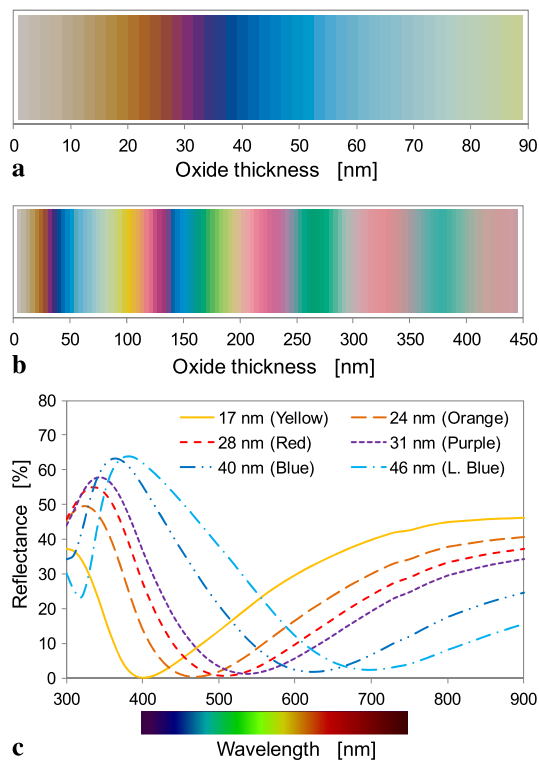 0 10 20 30 40 50 60 70 80 90
a Oxide thickness [nm]
0 50 100 150 200 250 300 350 400 450
b Oxide thickness [nm]
80
70
60
50
40
30
20
10
0
Reflectance [%]
17 nm (Yellow) 24 nm (Orange)
28 nm (Red) 31 nm (Purple)
40 nm (Blue) 46 nm (L. Blue)
300 400 500 600 700 800 900
c Wavelength [nm]